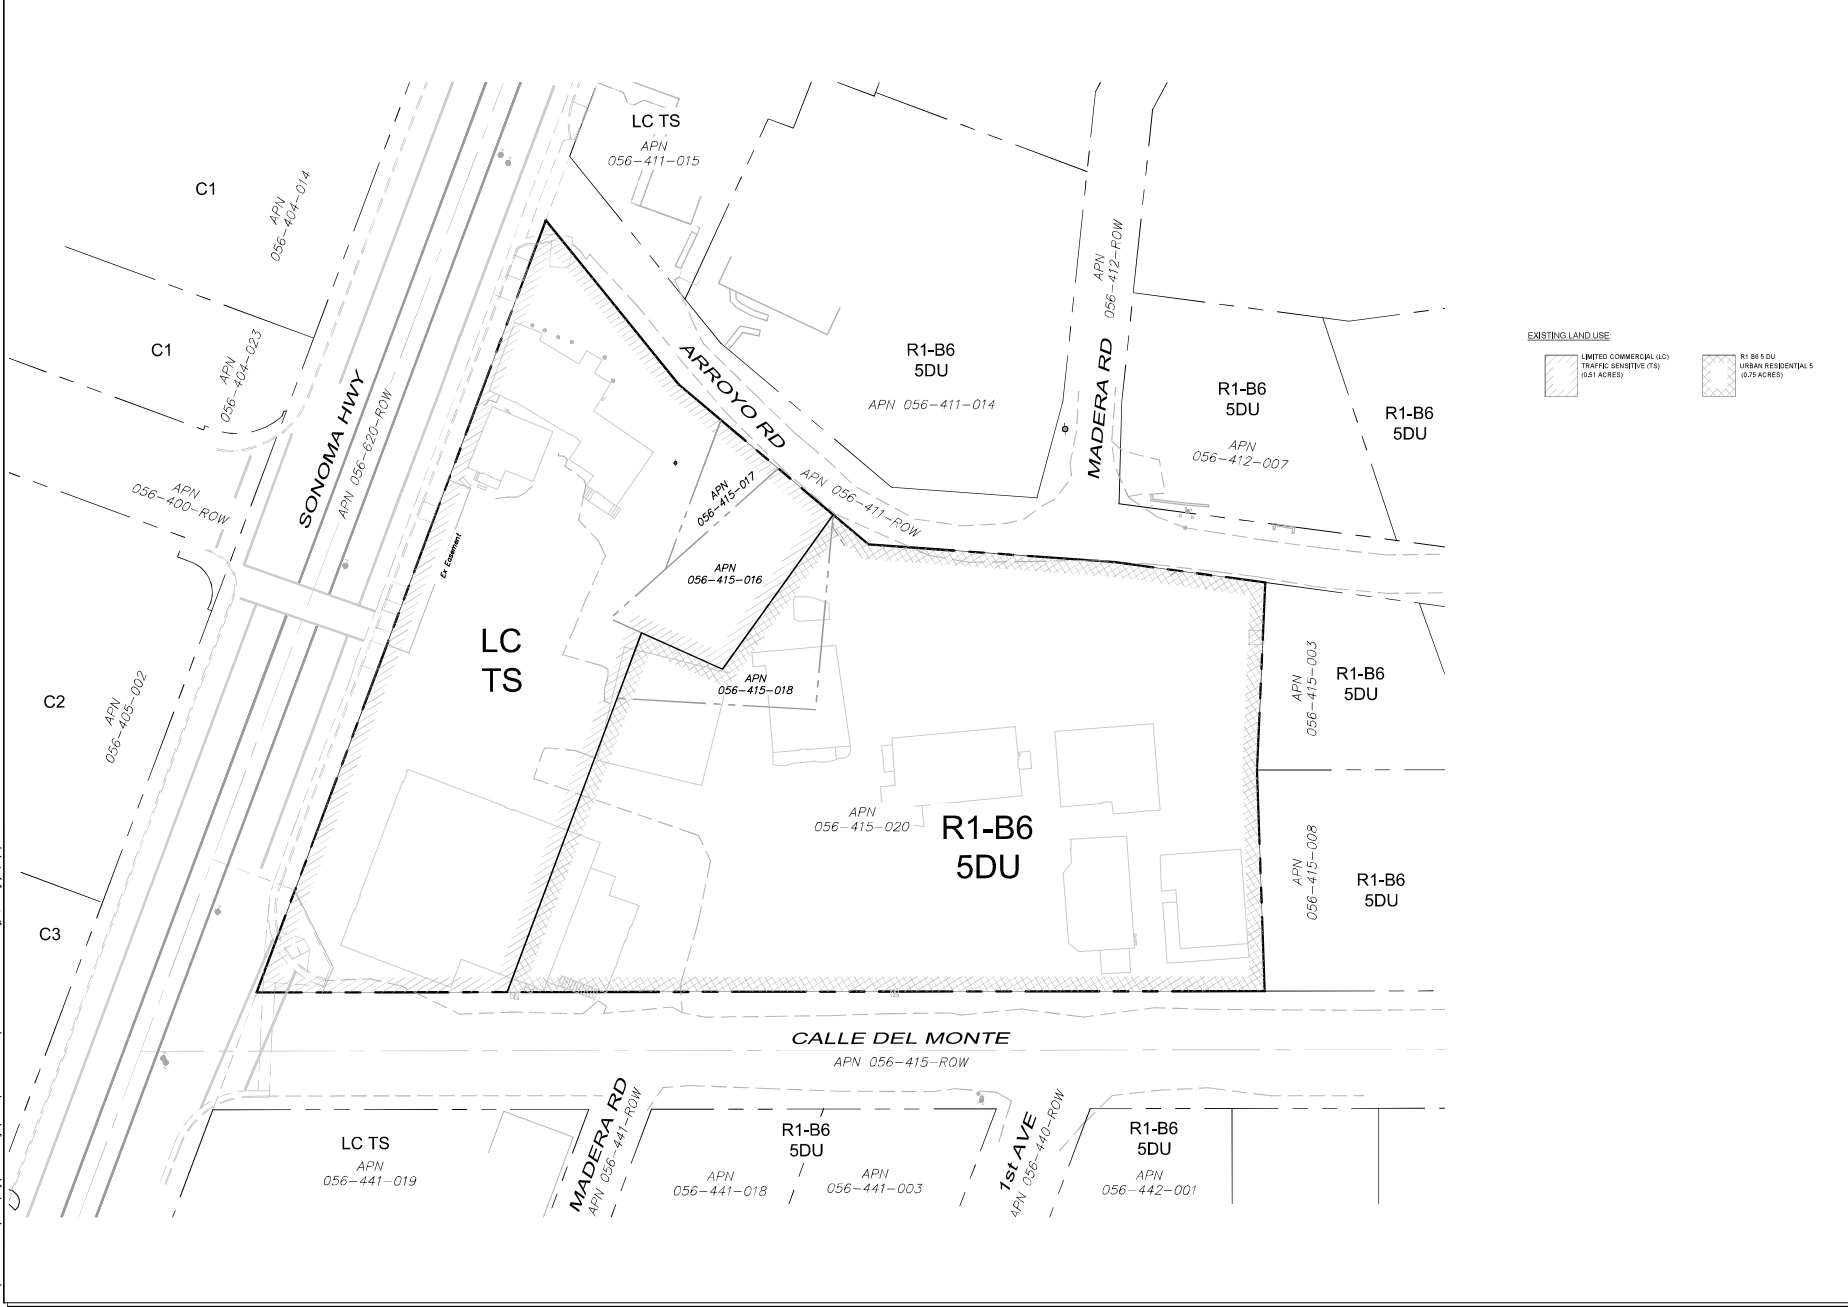 LC TS
APN
056-411-015
C1
APN
056-404-014
C1
APN
056-404-023
SONOMA HWY
APN 056-620-ROW
APN
056-400-ROW
ARROYO RD
APN 056-411-ROW
R1-B6
5DU
APN 056-411-014
MADERA RD
APN
056-412-ROW
R1-B6
5DU
APN
056-412-007
R1-B6
5DU
EXISTING LAND USE:
LIMITED COMMERCIAL (LC)
TRAFFIC SENSITIVE (TS)
(0.51 ACRES)
R1 B6 5 DU
URBAN RESIDENTIAL 5
(0.75 ACRES)
APN
056-415-017
APN
056-415-016
Ex Easement
LC
TS
APN
056-415-018
APN
056-415-003
R1-B6
5DU
C2
APN
056-405-002
APN
056-415-020
R1-B6
5DU
APN
056-415-008
R1-B6
5DU
C3
CALLE DEL MONTE
APN 056-415-ROW
LC TS
APN
056-441-019
MADERA RD
APN 056-441-ROW
R1-B6
5DU
APN
056-441-018
APN
056-441-003
1st AVE
APN 056-440-ROW
R1-B6
5DU
APN
056-442-001